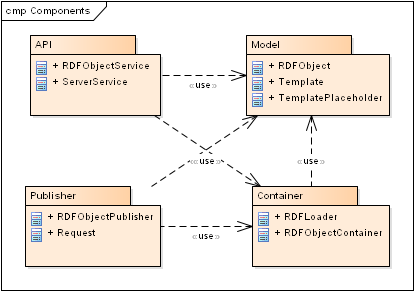 cmp Components
API
+ RDFObjectService
+ ServerService
Model
+ RDFObject
+ Template
+ TemplatePlaceholder
«use»
«use»
«use»
«use»
Publisher
+ RDFObjectPublisher
+ Request
Container
+ RDFLoader
+ RDFObjectContainer
«use»